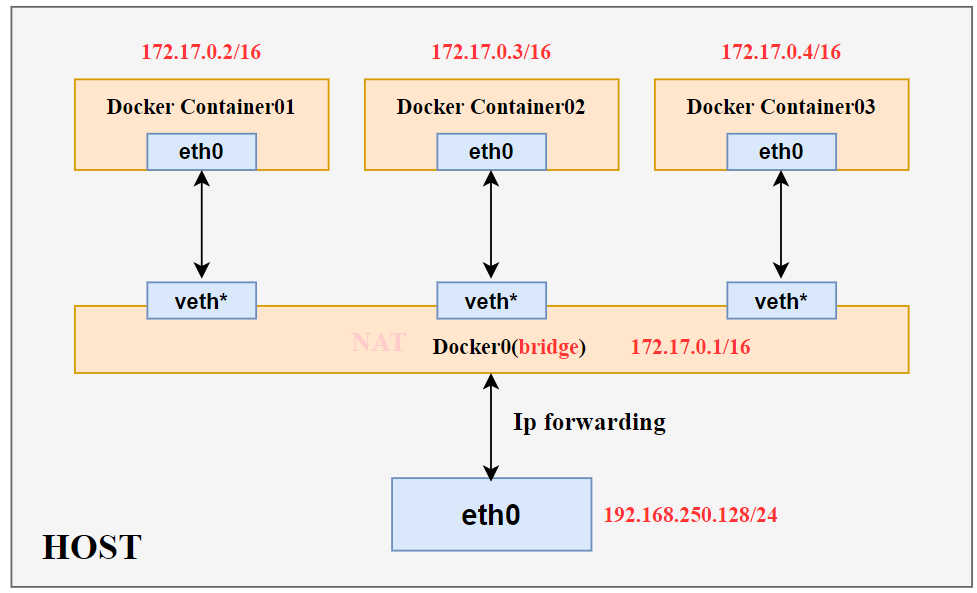 172.17.0.2/16 172.17.0.3/16 172.17.0.4/16
Docker Container01 Docker Container02 Docker Container03
eth0 eth0 eth0
veth* veth* veth*
NAT Docker0(bridge) 172.17.0.1/16
Ip forwarding
eth0 192.168.250.128/24
HOST